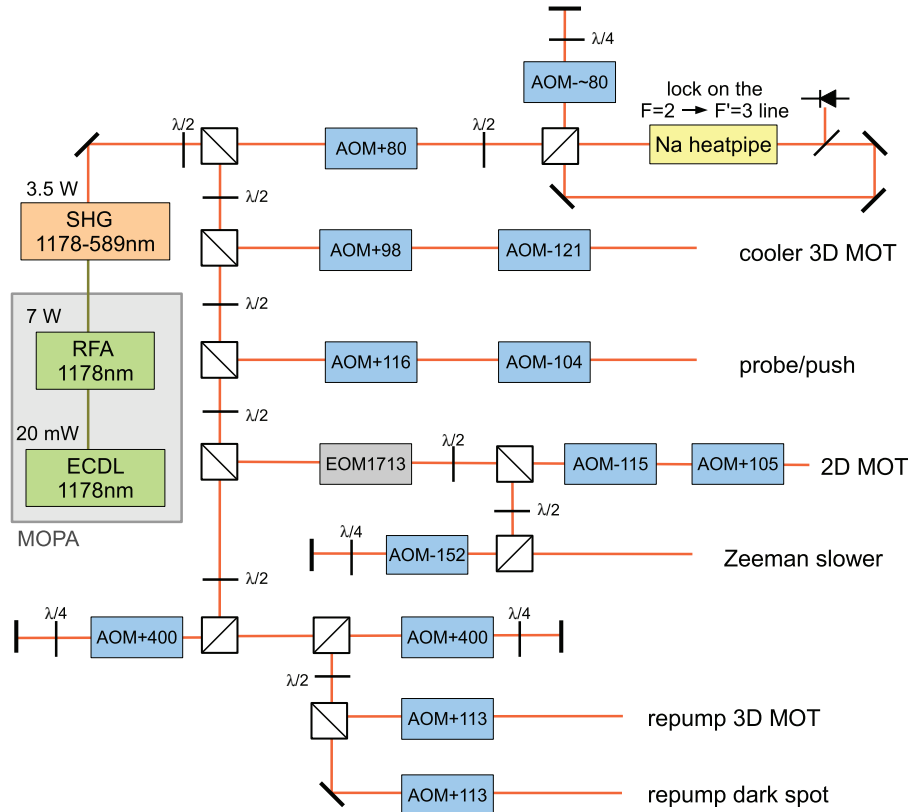 λ/4
AOM-~80
lock on the
F=2 → F'=3 line
λ/2
AOM+80
λ/2
Na heatpipe
3.5 W
SHG
1178-589nm
λ/2
AOM+98
AOM-121
cooler 3D MOT
7 W
RFA
1178nm
λ/2
AOM+116
AOM-104
probe/push
20 mW
ECDL
1178nm
MOPA
λ/2
EOM1713
λ/2
AOM-115
AOM+105
2D MOT
λ/2
λ/4
AOM-152
Zeeman slower
λ/2
λ/4
AOM+400
AOM+400
λ/4
λ/2
AOM+113
repump 3D MOT
AOM+113
repump dark spot